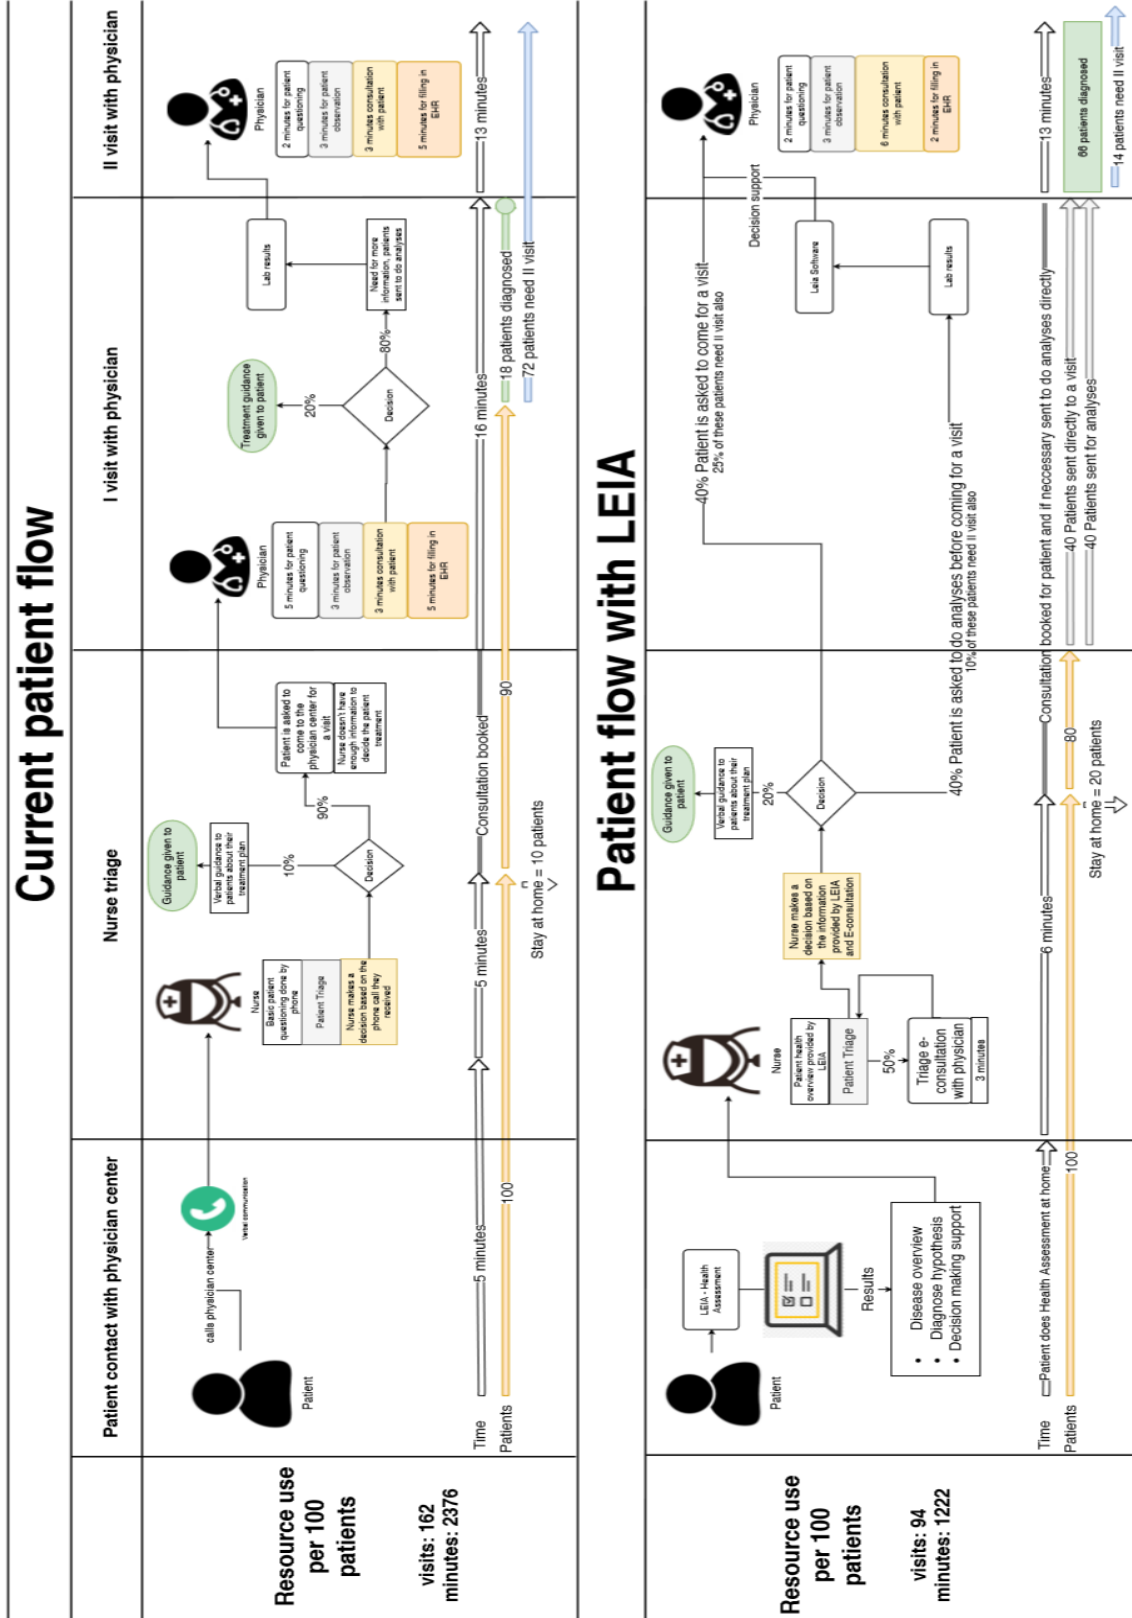 Current patient flow
Patient contact with physician center
Nurse triage
I visit with physician
II visit with physician
Resource use
per 100
patients
visits: 162
minutes: 2376
Patient
calls physician center
Verbal communication
Nurse
Basic patient
questioning done by
phone
Patient Triage
Nurse makes a
decision based on the
phone call they
received
Decision
10%
Verbal guidance to
patients about their
treatment plan
Guidance given to
patient
90%
Patient is asked to
come to the
physician center for
a visit
Nurse doesn't have
enough information to
decide the patient
treatment
Physician
5 minutes for patient
questioning
3 minutes for patient
observation
3 minutes consultation
with patient
5 minutes for filling in
EHR
Decision
20%
Treatment guidance
given to patient
80%
Need for more
information, patients
sent to do analyses
Lab results
Physician
2 minutes for patient
questioning
3 minutes for patient
observation
3 minutes consultation
with patient
5 minutes for filling in
EHR
Time
5 minutes
5 minutes
Consultation booked
16 minutes
13 minutes
Patients
100
90
18 patients diagnosed
72 patients need II visit
Stay at home = 10 patients
Patient flow with LEIA
Resource use
per 100
patients
visits: 94
minutes: 1222
Patient
LEIA - Health
Assessment
Results
• Disease overview
• Diagnose hypothesis
• Decision making support
Nurse
Patient health
overview provided by
LEIA
Patient Triage
50%
Triage e-
consultation
with physician
3 minutes
Nurse makes a
decision based on
the information
provided by LEIA
and E-consultation
Decision
20%
Verbal guidance to
patients about their
treatment plan
Guidance given to
patient
40% Patient is asked to come for a visit
25% of these patients need II visit also
40% Patient is asked to do analyses before coming for a visit
10% of these patients need II visit also
Lab results
Leia Software
Decision support
Physician
2 minutes for patient
questioning
3 minutes for patient
observation
6 minutes consultation
with patient
2 minutes for filling in
EHR
Time
Patient does Health Assessment at home
6 minutes
Consultation booked for patient and if neccessary sent to do analyses directly
13 minutes
Patients
100
80
40 Patients sent directly to a visit
40 Patients sent for analyses
66 patients diagnosed
14 patients need II visit
Stay at home = 20 patients